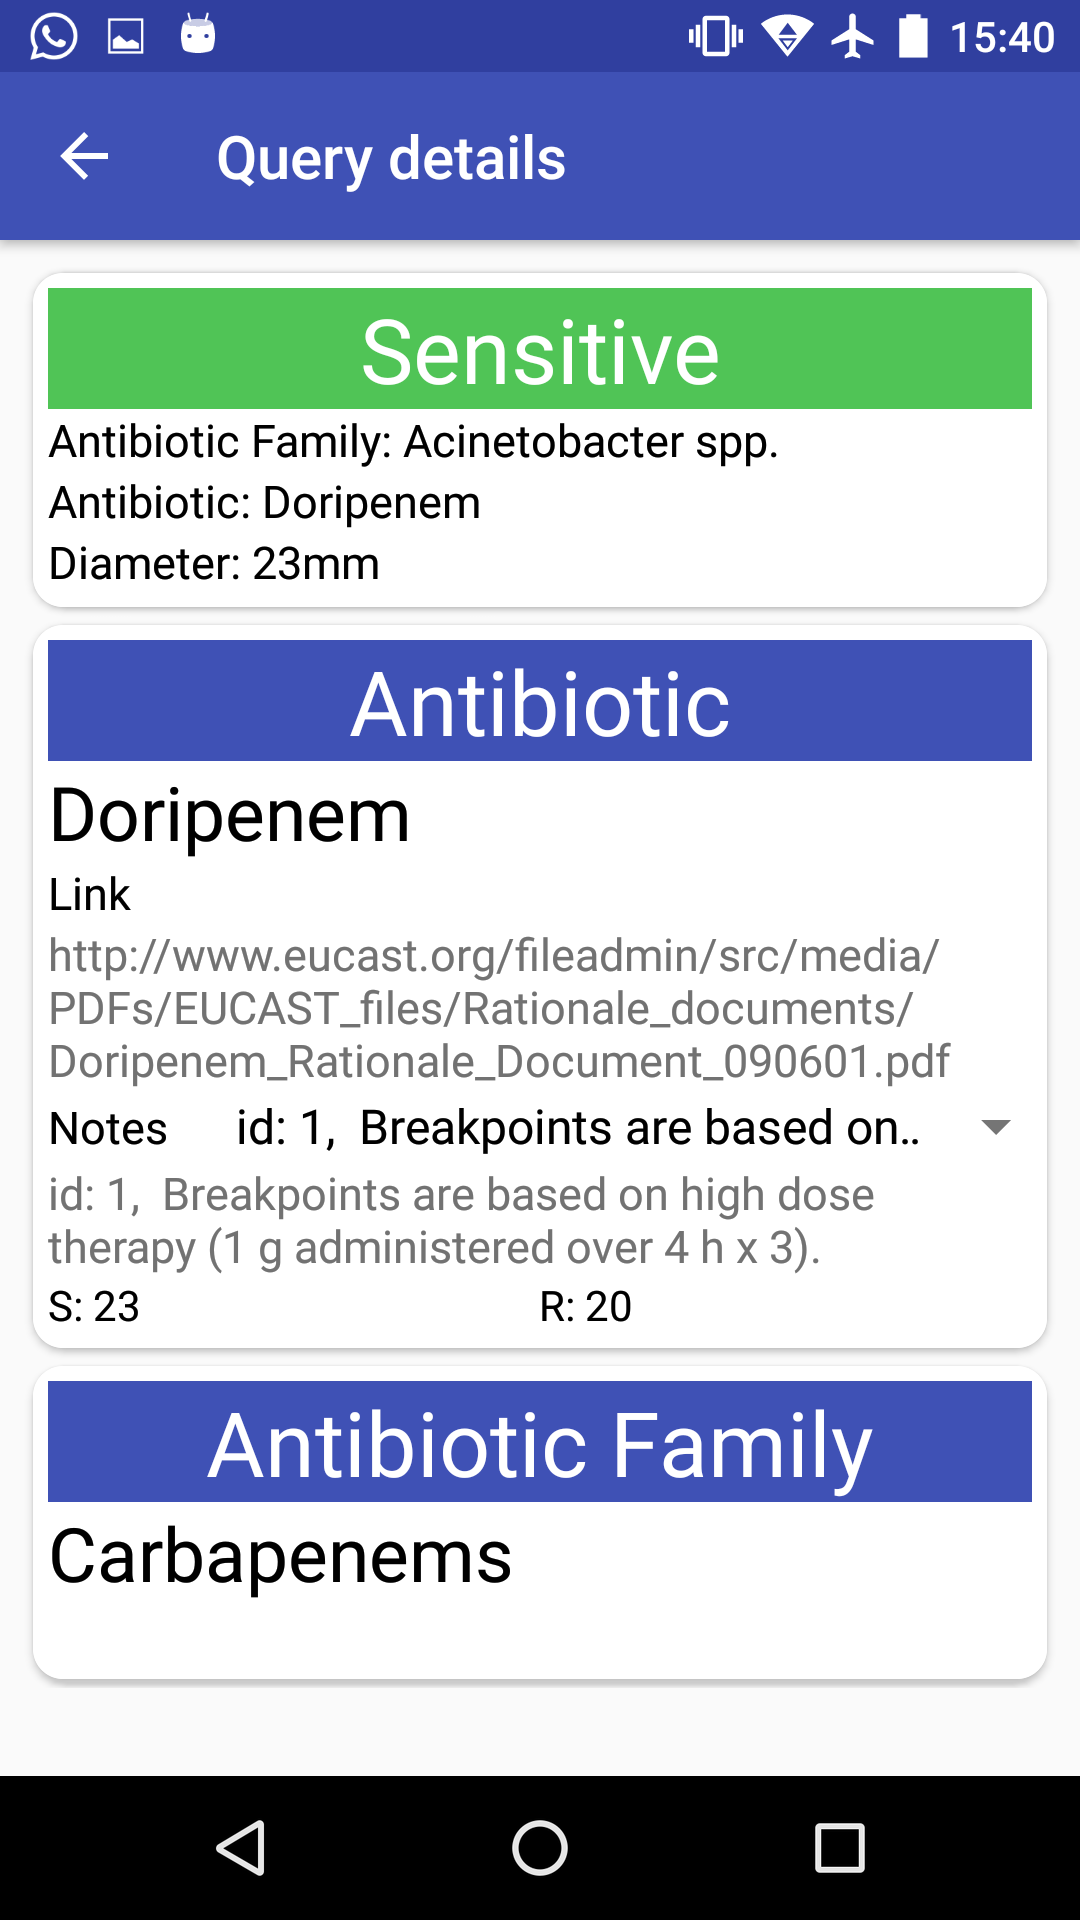 15:40
Query details
Sensitive
Antibiotic Family: Acinetobacter spp.
Antibiotic: Doripenem
Diameter: 23mm
Antibiotic
Doripenem
Link
http://www.eucast.org/fileadmin/src/media/
PDFs/EUCAST_files/Rationale_documents/
Doripenem_Rationale_Document_090601.pdf
Notes id: 1, Breakpoints are based on..
id: 1, Breakpoints are based on high dose
therapy (1 g administered over 4 h x 3).
S: 23 R: 20
Antibiotic Family
Carbapenems